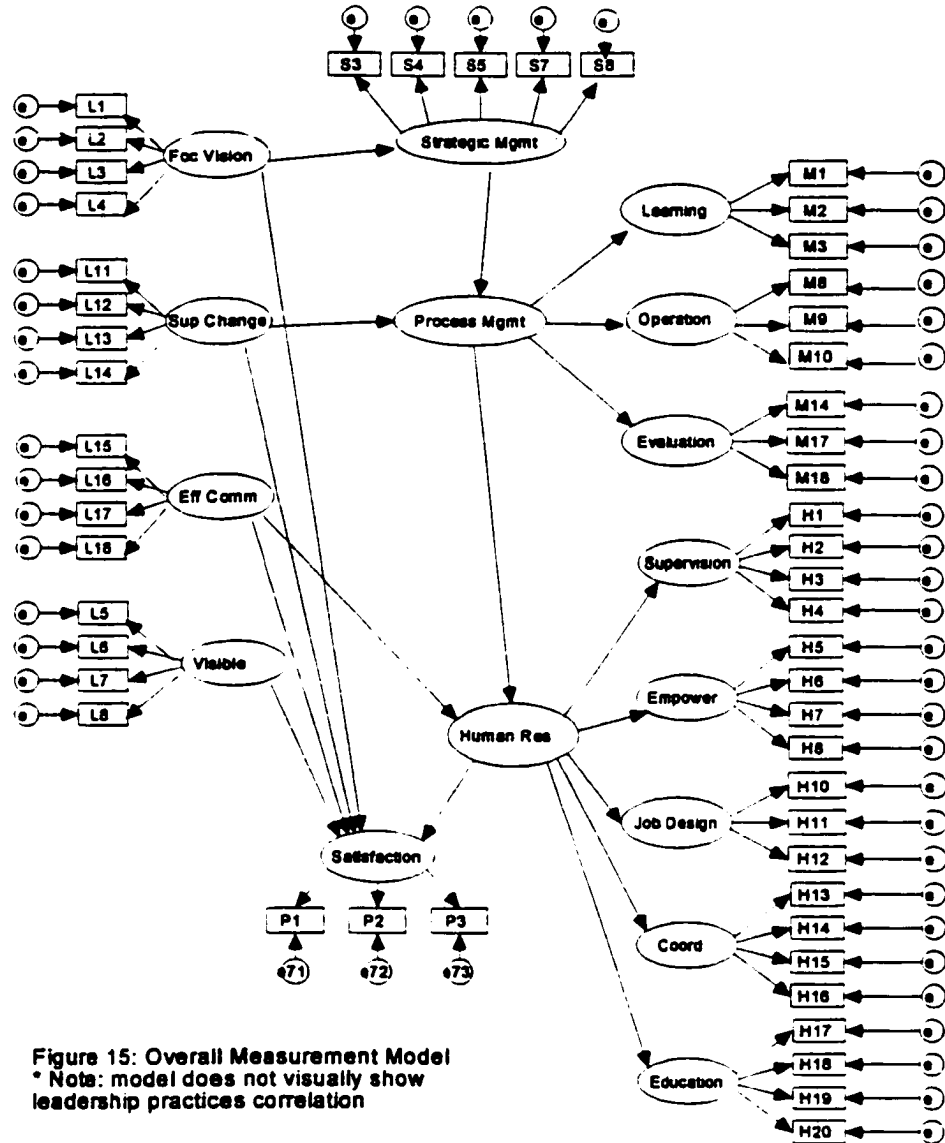 e e e e e
S3 S4 S5 S7 S8
Strategic Mgmt
e L1
e L2
e L3
e L4
Foc Vision
e L11
e L12
e L13
e L14
Sup Change
e L15
e L16
e L17
e L18
Eff Comm
e L5
e L6
e L7
e L8
Visible
Process Mgmt
Human Res
Satisfaction
P1 P2 P3
e71 e72 e73
Learning
M1 e
M2 e
M3 e
Operation
M8 e
M9 e
M10 e
Evaluation
M14 e
M17 e
M18 e
Supervision
H1 e
H2 e
H3 e
H4 e
Empower
H5 e
H6 e
H7 e
H8 e
Job Design
H10 e
H11 e
H12 e
Coord
H13 e
H14 e
H15 e
H16 e
Education
H17 e
H18 e
H19 e
H20 e
Figure 15: Overall Measurement Model
* Note: model does not visually show
leadership practices correlation